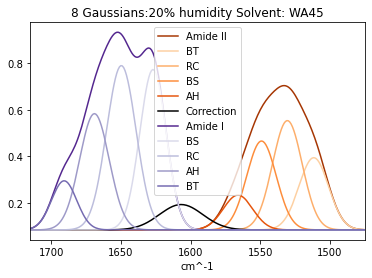 8 Gaussians:20% humidity Solvent: WA45
Amide II
BT
RC
BS
AH
Correction
Amide I
BS
RC
AH
BT
0.8
0.6
0.4
0.2
1700 1650 1600 1550 1500
cm^-1